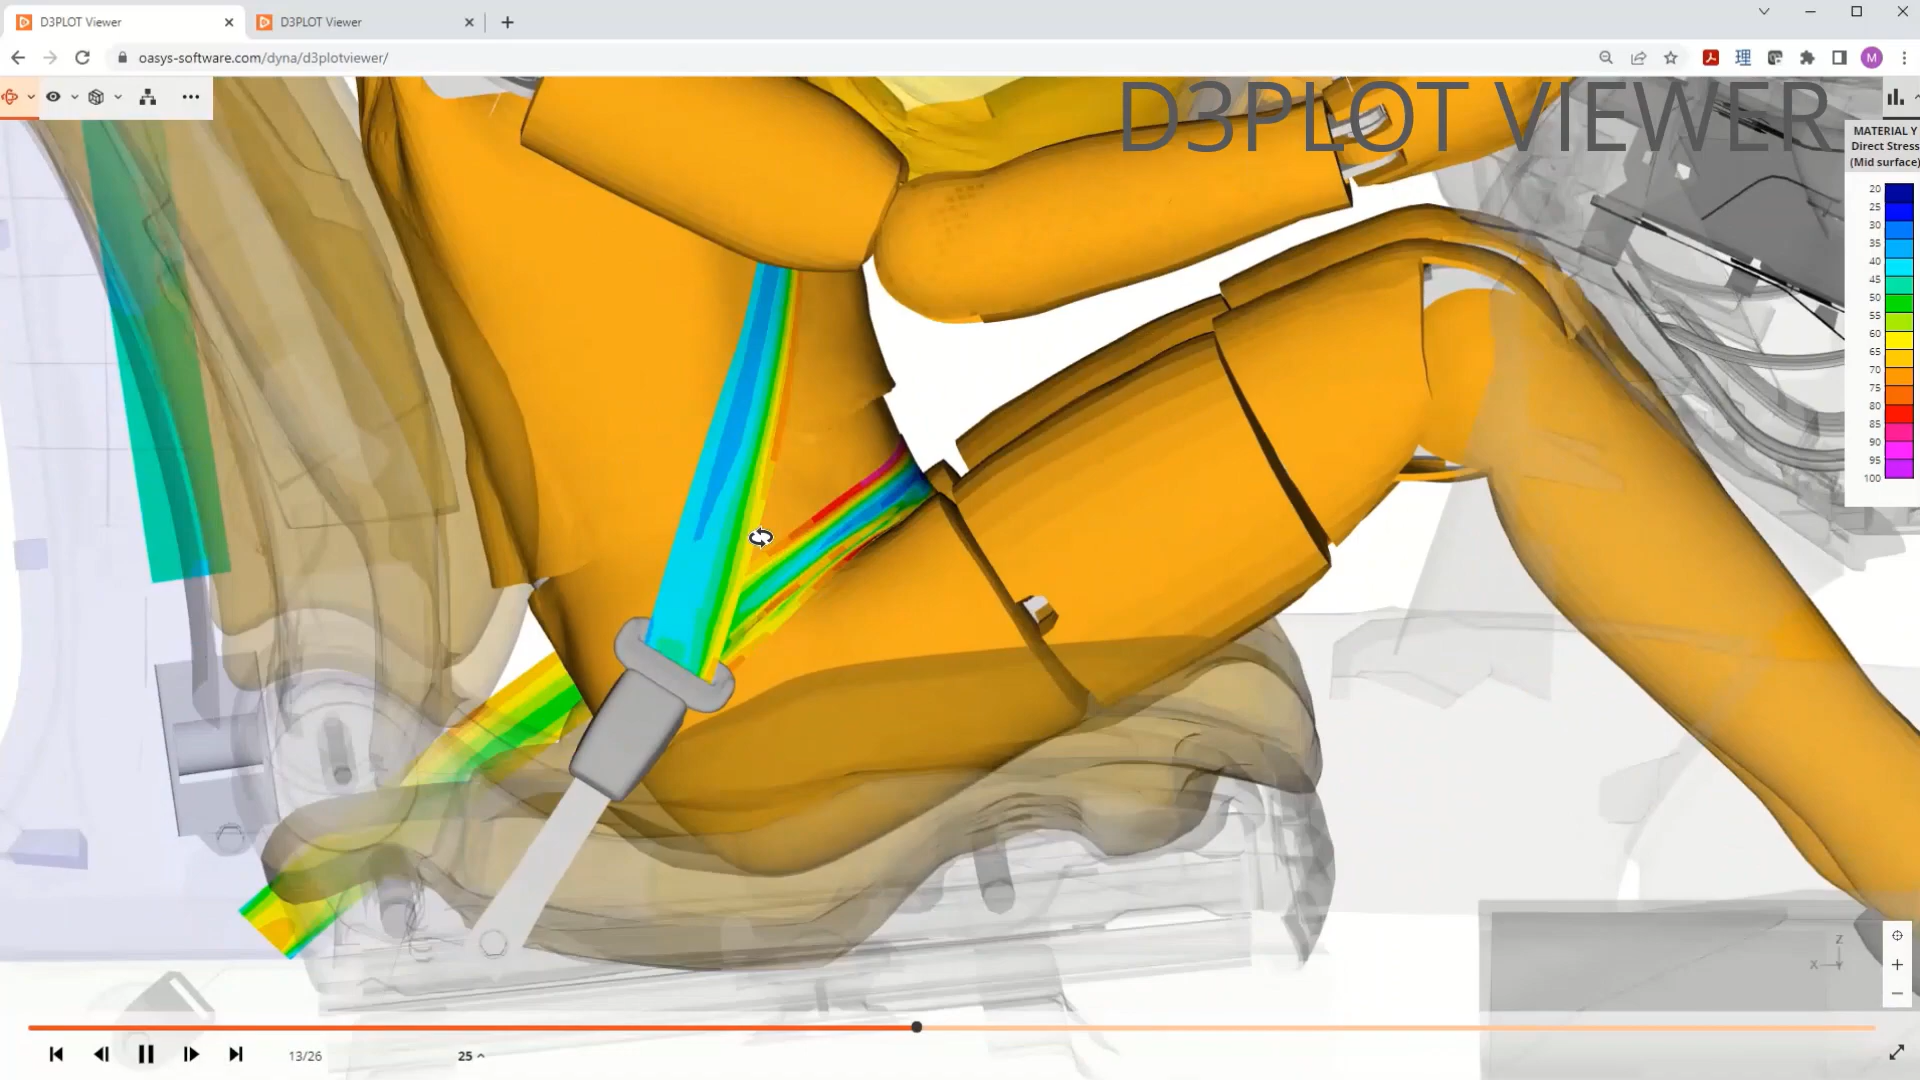 D3PLOT Viewer
D3PLOT Viewer
oasys-software.com/dyna/d3plotviewer/
理
M
D3PLOT VIEWER
MATERIAL Y
Direct Stress
(Mid surface)
20
25
30
35
40
45
50
55
60
65
70
75
80
85
90
95
100
Z
X
13/26
25